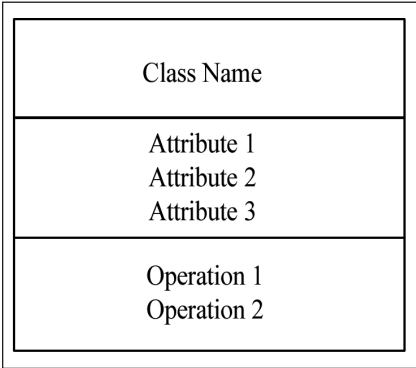 Class Name
Attribute 1
Attribute 2
Attribute 3
Operation 1
Operation 2